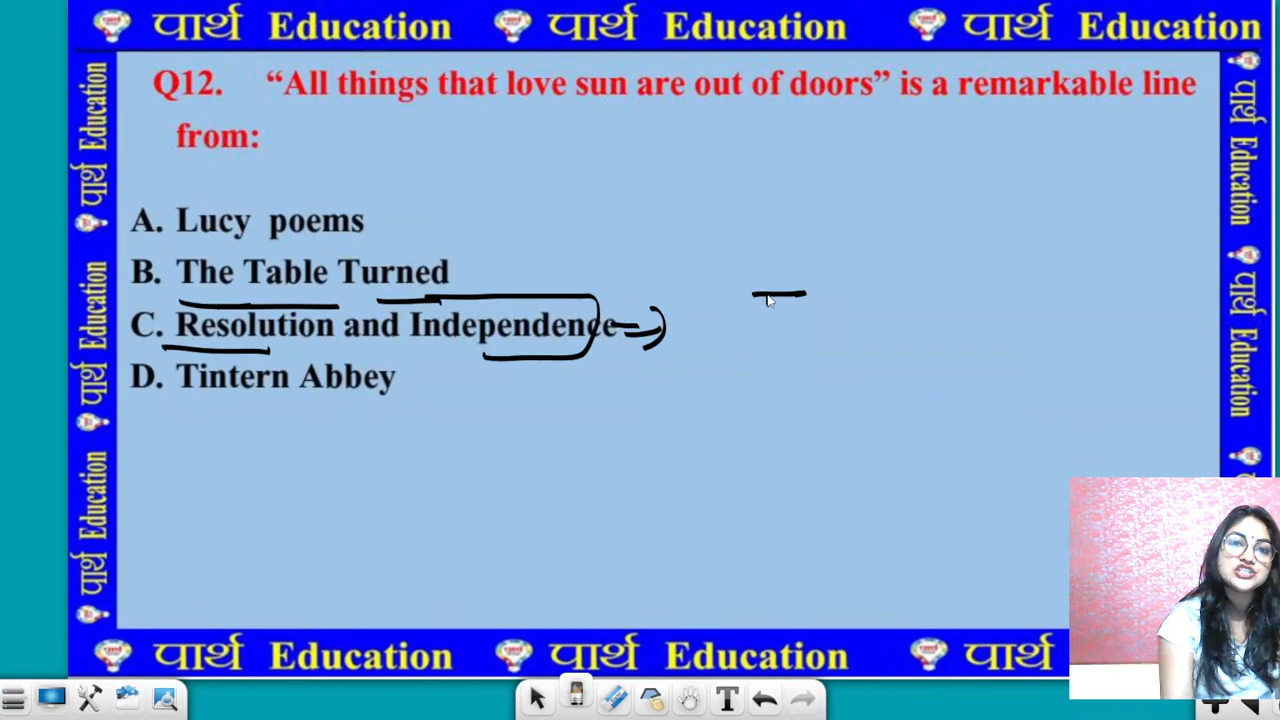 पार्थ Education पार्थ Education पार्थ Education
Q12. “All things that love sun are out of doors” is a remarkable line
from:
A. Lucy poems
B. The Table Turned
C. Resolution and Independence
D. Tintern Abbey
पार्थ Education
पार्थ Education
पार्थ Education
पार्थ Education
पार्थ Education
पार्थ Education पार्थ Education पार्थ
T